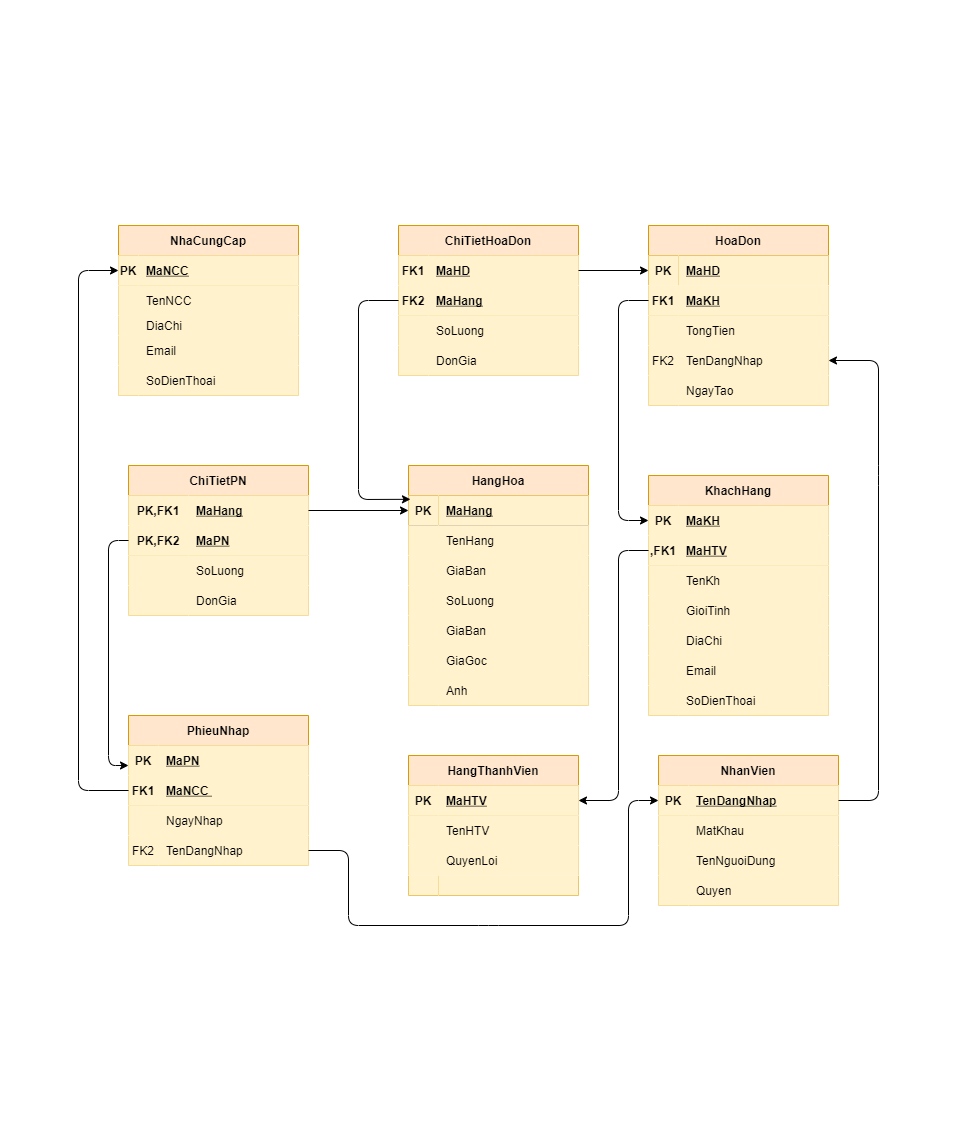 NhaCungCap
PK MaNCC
TenNCC
DiaChi
Email
SoDienThoai
ChiTietHoaDon
FK1 MaHD
FK2 MaHang
SoLuong
DonGia
HoaDon
PK MaHD
FK1 MaKH
TongTien
FK2 TenDangNhap
NgayTao
ChiTietPN
PK,FK1 MaHang
PK,FK2 MaPN
SoLuong
DonGia
HangHoa
PK MaHang
TenHang
GiaBan
SoLuong
GiaBan
GiaGoc
Anh
KhachHang
PK MaKH
,FK1 MaHTV
TenKh
GioiTinh
DiaChi
Email
SoDienThoai
PhieuNhap
PK MaPN
FK1 MaNCC
NgayNhap
FK2 TenDangNhap
HangThanhVien
PK MaHTV
TenHTV
QuyenLoi
NhanVien
PK TenDangNhap
MatKhau
TenNguoiDung
Quyen